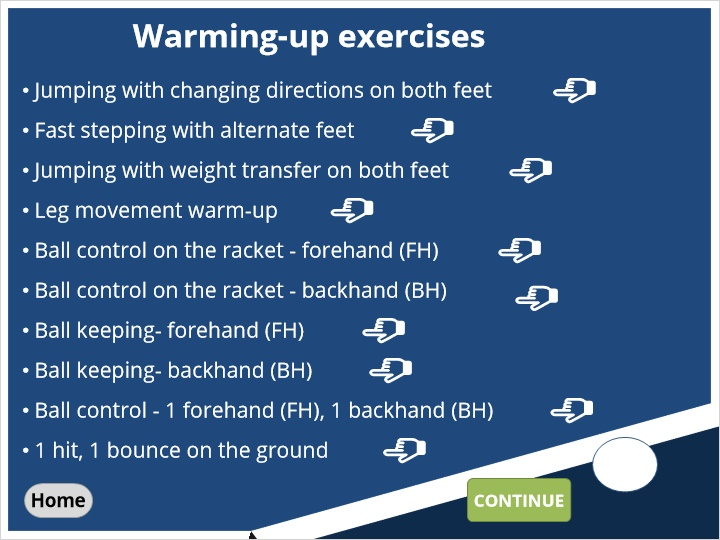 Warming-up exercises
• Jumping with changing directions on both feet
• Fast stepping with alternate feet
• Jumping with weight transfer on both feet
• Leg movement warm-up
• Ball control on the racket - forehand (FH)
• Ball control on the racket - backhand (BH)
• Ball keeping- forehand (FH)
• Ball keeping- backhand (BH)
• Ball control - 1 forehand (FH), 1 backhand (BH)
• 1 hit, 1 bounce on the ground
Home
CONTINUE